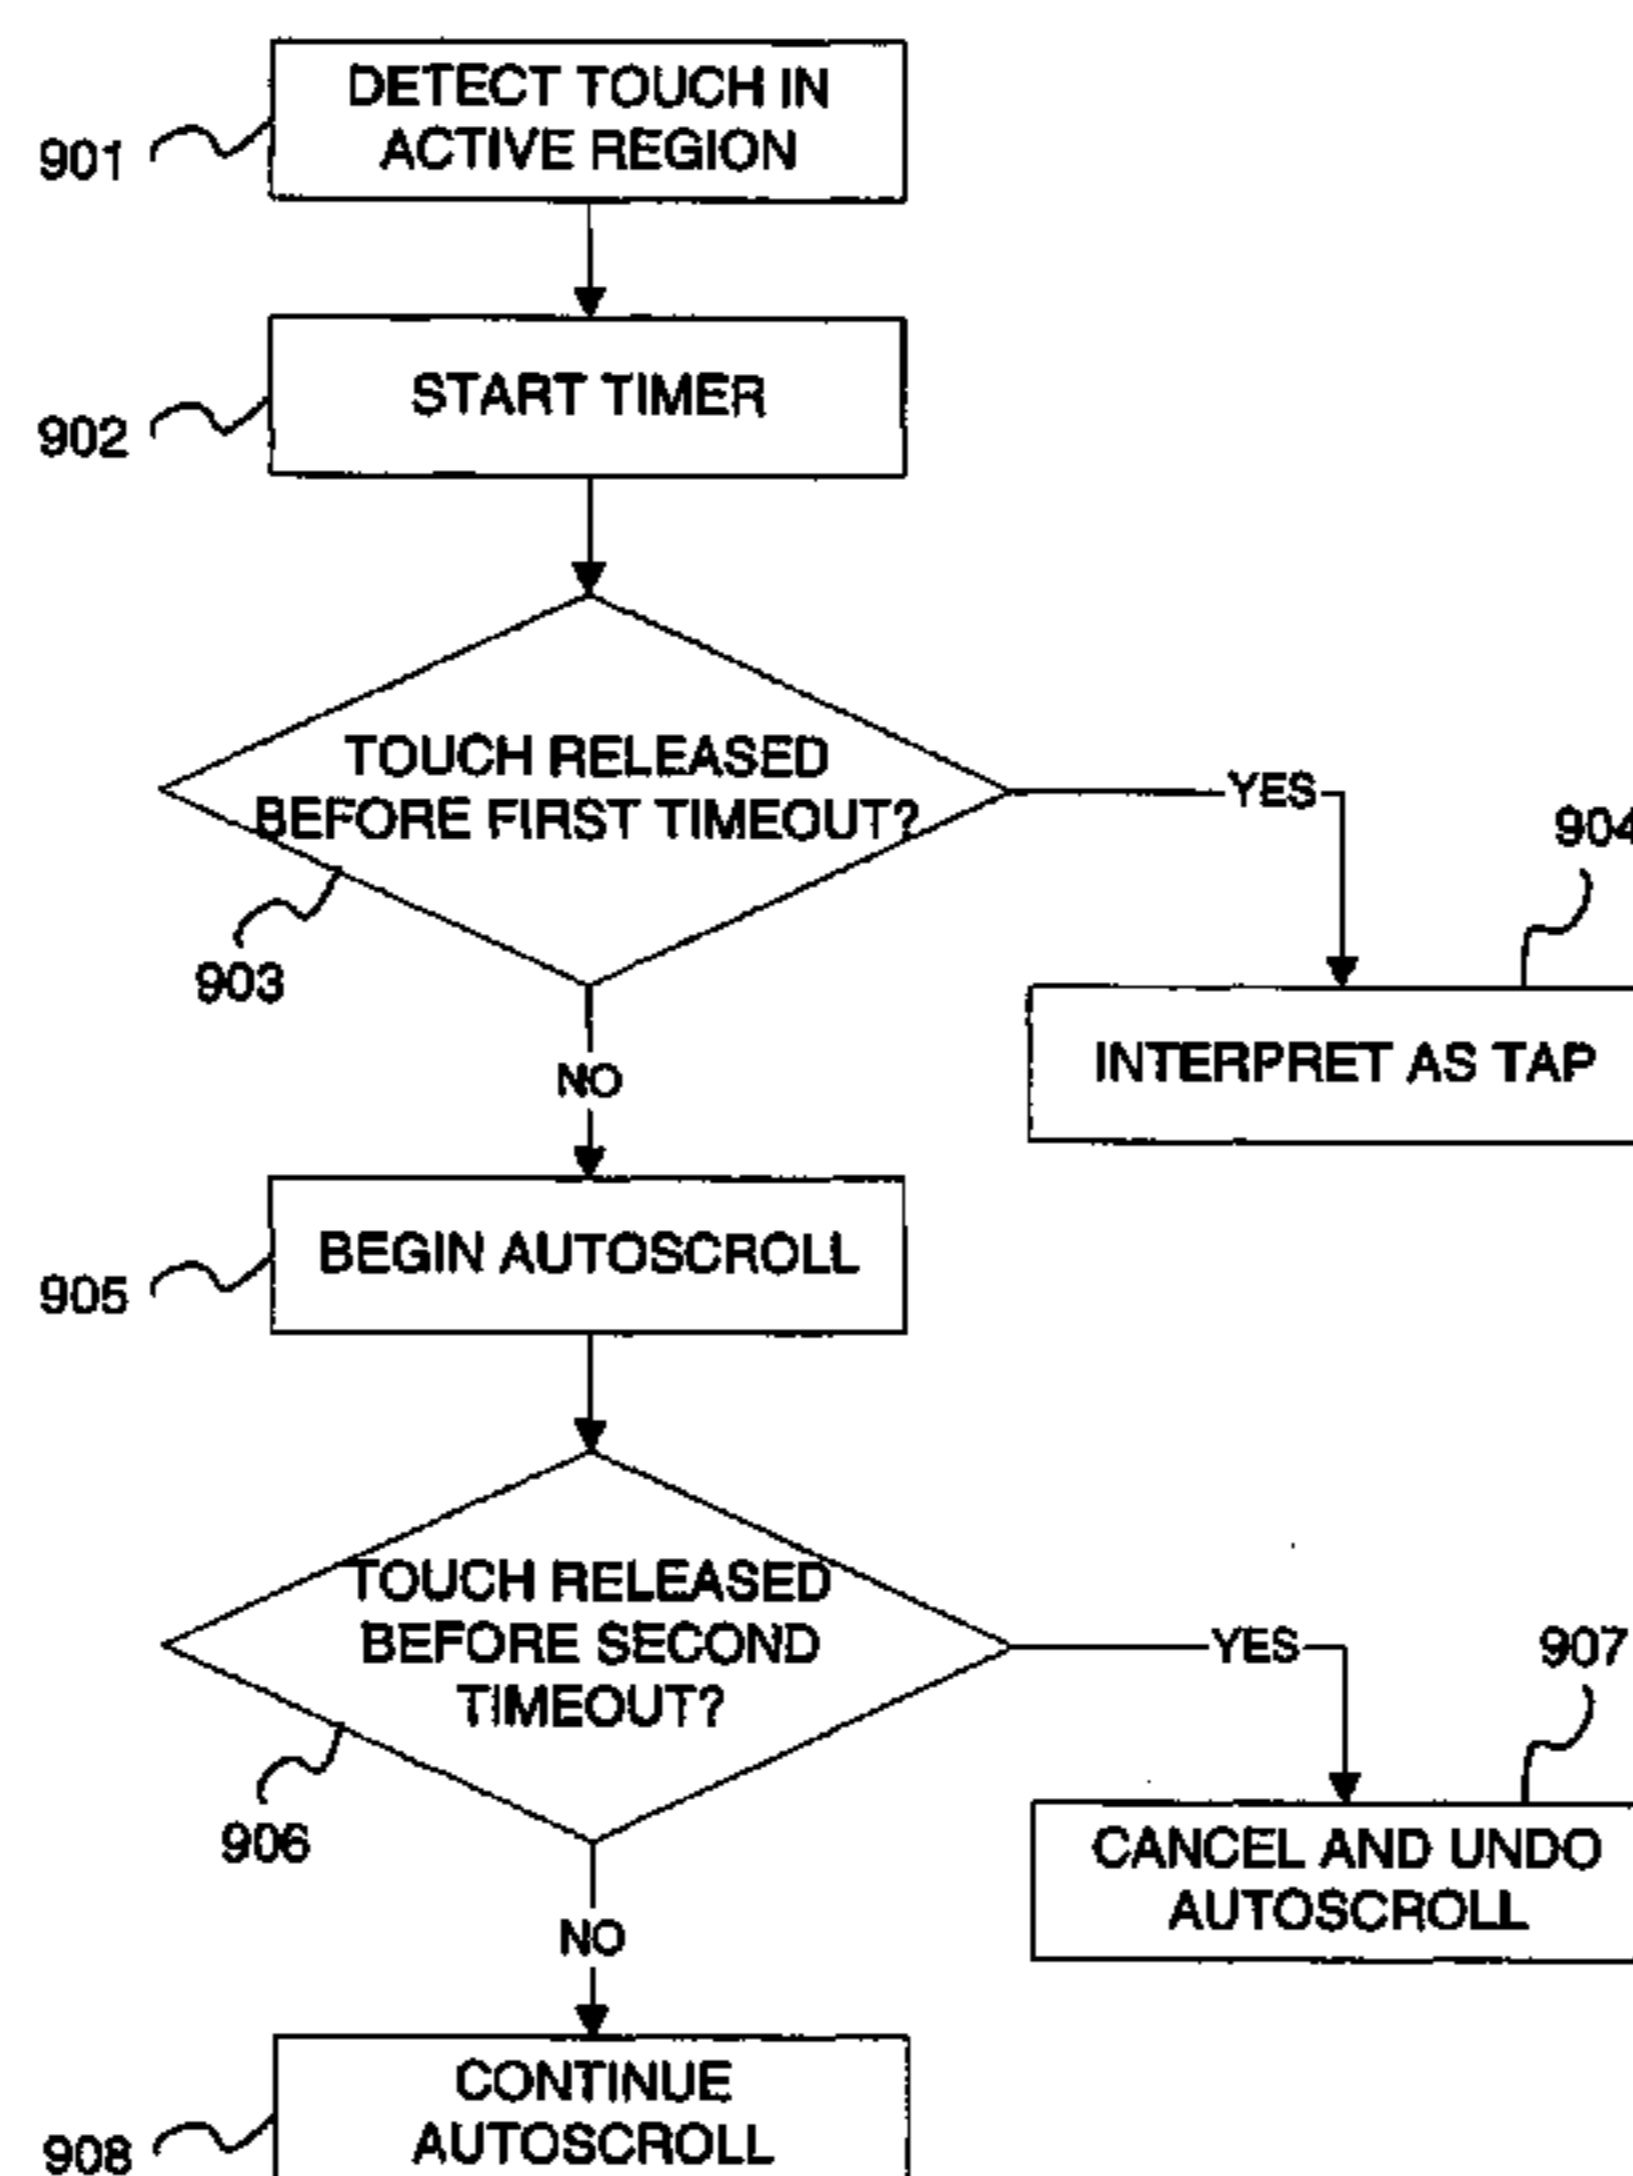 DETECT TOUCH IN
ACTIVE REGION
901
START TIMER
902
TOUCH RELEASED
BEFORE FIRST TIMEOUT?
YES
904
903
INTERPRET AS TAP
NO
BEGIN AUTOSCROLL
905
TOUCH RELEASED
BEFORE SECOND
TIMEOUT?
YES
907
906
CANCEL AND UNDO
AUTOSCROLL
NO
CONTINUE
AUTOSCROLL
908